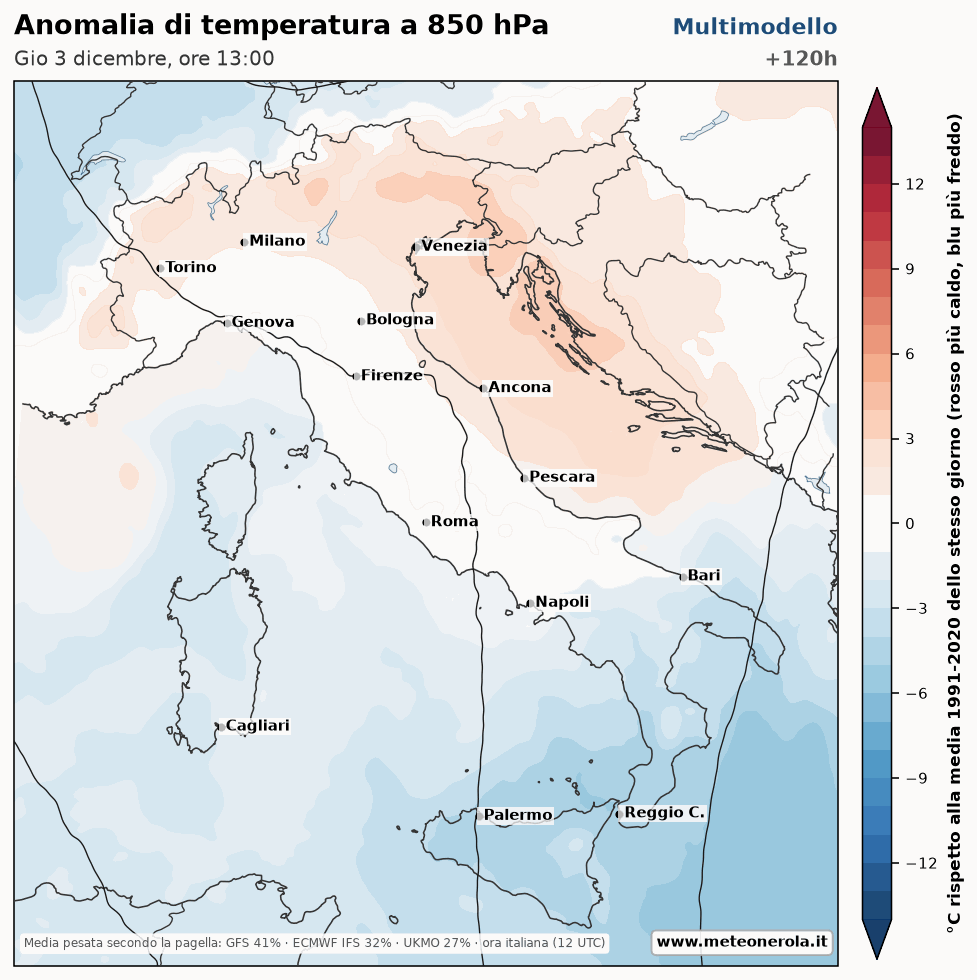 Anomalia di temperatura a 850 hPa
Multimodello
Gio 3 dicembre, ore 13:00
+120h
Milano
Venezia
Torino
Genova
Bologna
Firenze
Ancona
Pescara
Roma
Bari
Napoli
Cagliari
Palermo
Reggio C.
12
9
6
3
0
−3
−6
−9
−12
°C rispetto alla media 1991-2020 dello stesso giorno (rosso più caldo, blu più freddo)
Media pesata secondo la pagella: GFS 41% · ECMWF IFS 32% · UKMO 27% · ora italiana (12 UTC)
www.meteonerola.it